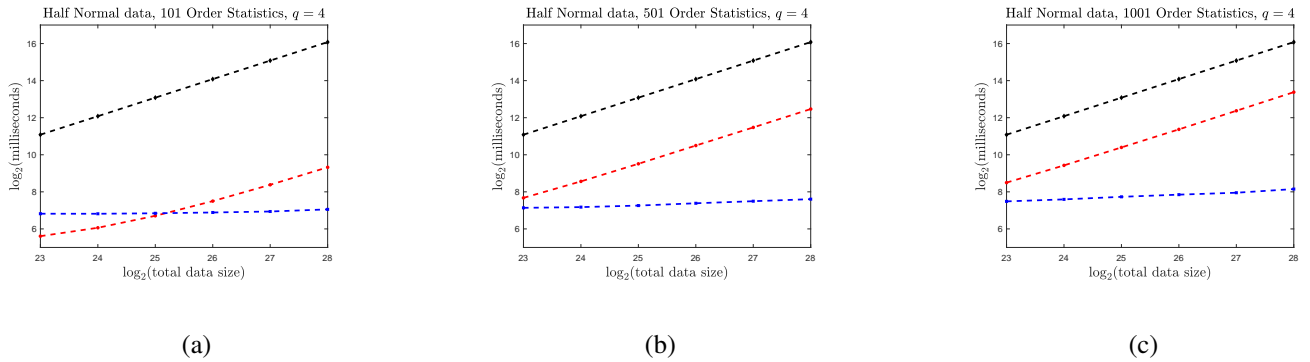 Half Normal data, 101 Order Statistics, q = 4
log₂(milliseconds)
16
14
12
10
8
6
23 24 25 26 27 28
log₂(total data size)
(a)
Half Normal data, 501 Order Statistics, q = 4
log₂(milliseconds)
16
14
12
10
8
6
23 24 25 26 27 28
log₂(total data size)
(b)
Half Normal data, 1001 Order Statistics, q = 4
log₂(milliseconds)
16
14
12
10
8
6
23 24 25 26 27 28
log₂(total data size)
(c)